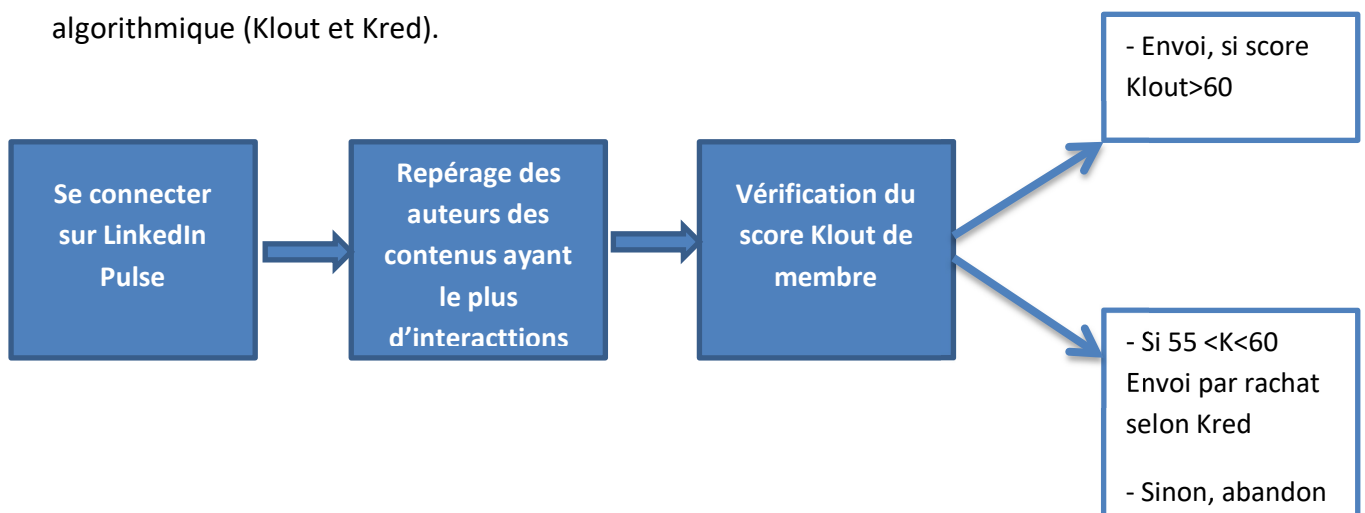 algorithmique (Klout et Kred).
Se connecter
sur LinkedIn
Pulse
Repérage des
auteurs des
contenus ayant
le plus
d’interacttions
Vérification du
score Klout de
membre
- Envoi, si score
Klout>60
- Si 55 <K<60
Envoi par rachat
selon Kred
- Sinon, abandon